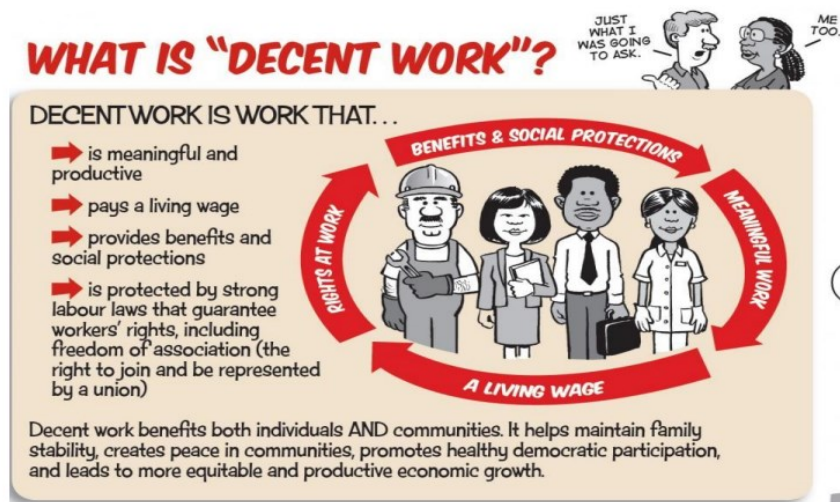 WHAT IS "DECENT WORK"?
JUST
WHAT I
WAS GOING
TO ASK.
ME
TOO.
DECENT WORK IS WORK THAT...
is meaningful and
productive
pays a living wage
provides benefits and
social protections
is protected by strong
labour laws that guarantee
workers' rights, including
freedom of association (the
right to join and be represented
by a union)
BENEFITS & SOCIAL PROTECTIONS
MEANINGFUL WORK
A LIVING WAGE
RIGHTS AT WORK
Decent work benefits both individuals AND communities. It helps maintain family
stability, creates peace in communities, promotes healthy democratic participation,
and leads to more equitable and productive economic growth.